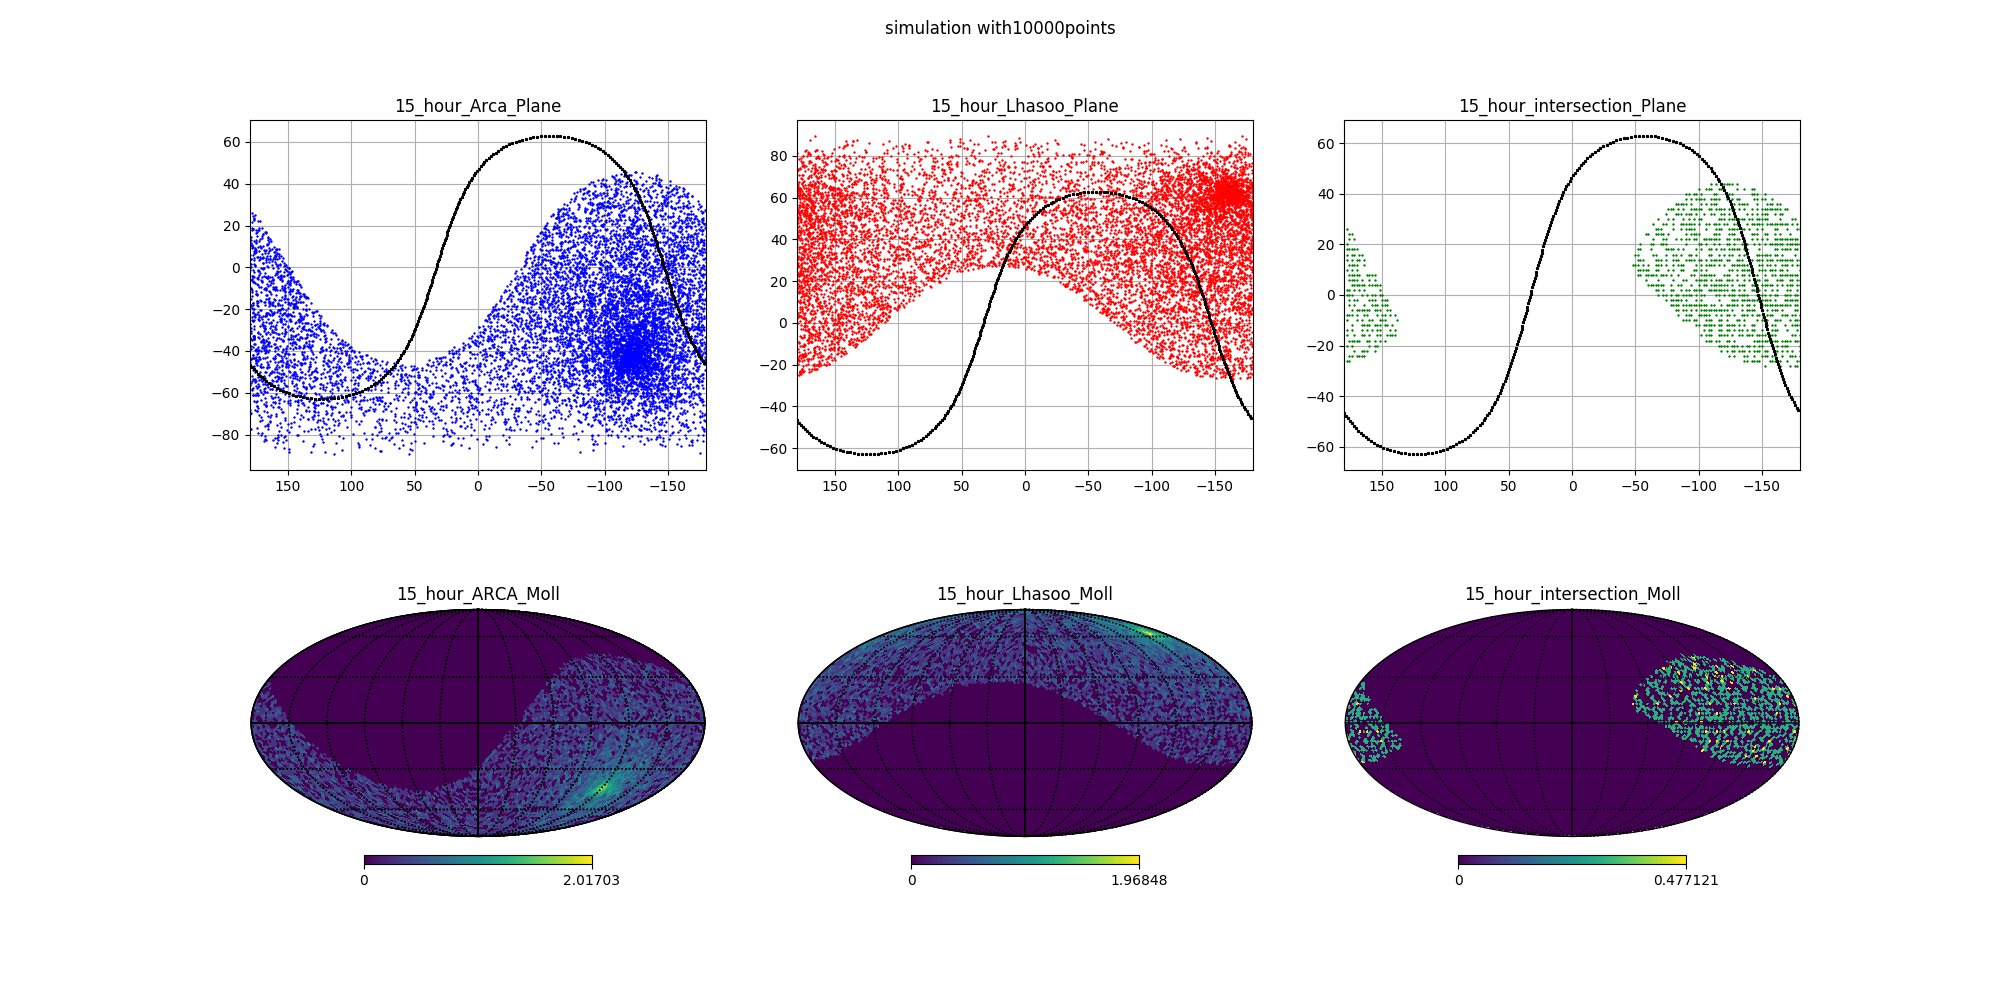 simulation with10000points
15_hour_Arca_Plane
15_hour_Lhasoo_Plane
15_hour_intersection_Plane
60
40
20
0
−20
−40
−60
−80
150 100 50 0 −50 −100 −150
80
60
40
20
0
−20
−40
−60
150 100 50 0 −50 −100 −150
60
40
20
0
−20
−40
−60
150 100 50 0 −50 −100 −150
15_hour_ARCA_Moll
15_hour_Lhasoo_Moll
15_hour_intersection_Moll
0 2.01703
0 1.96848
0 0.477121